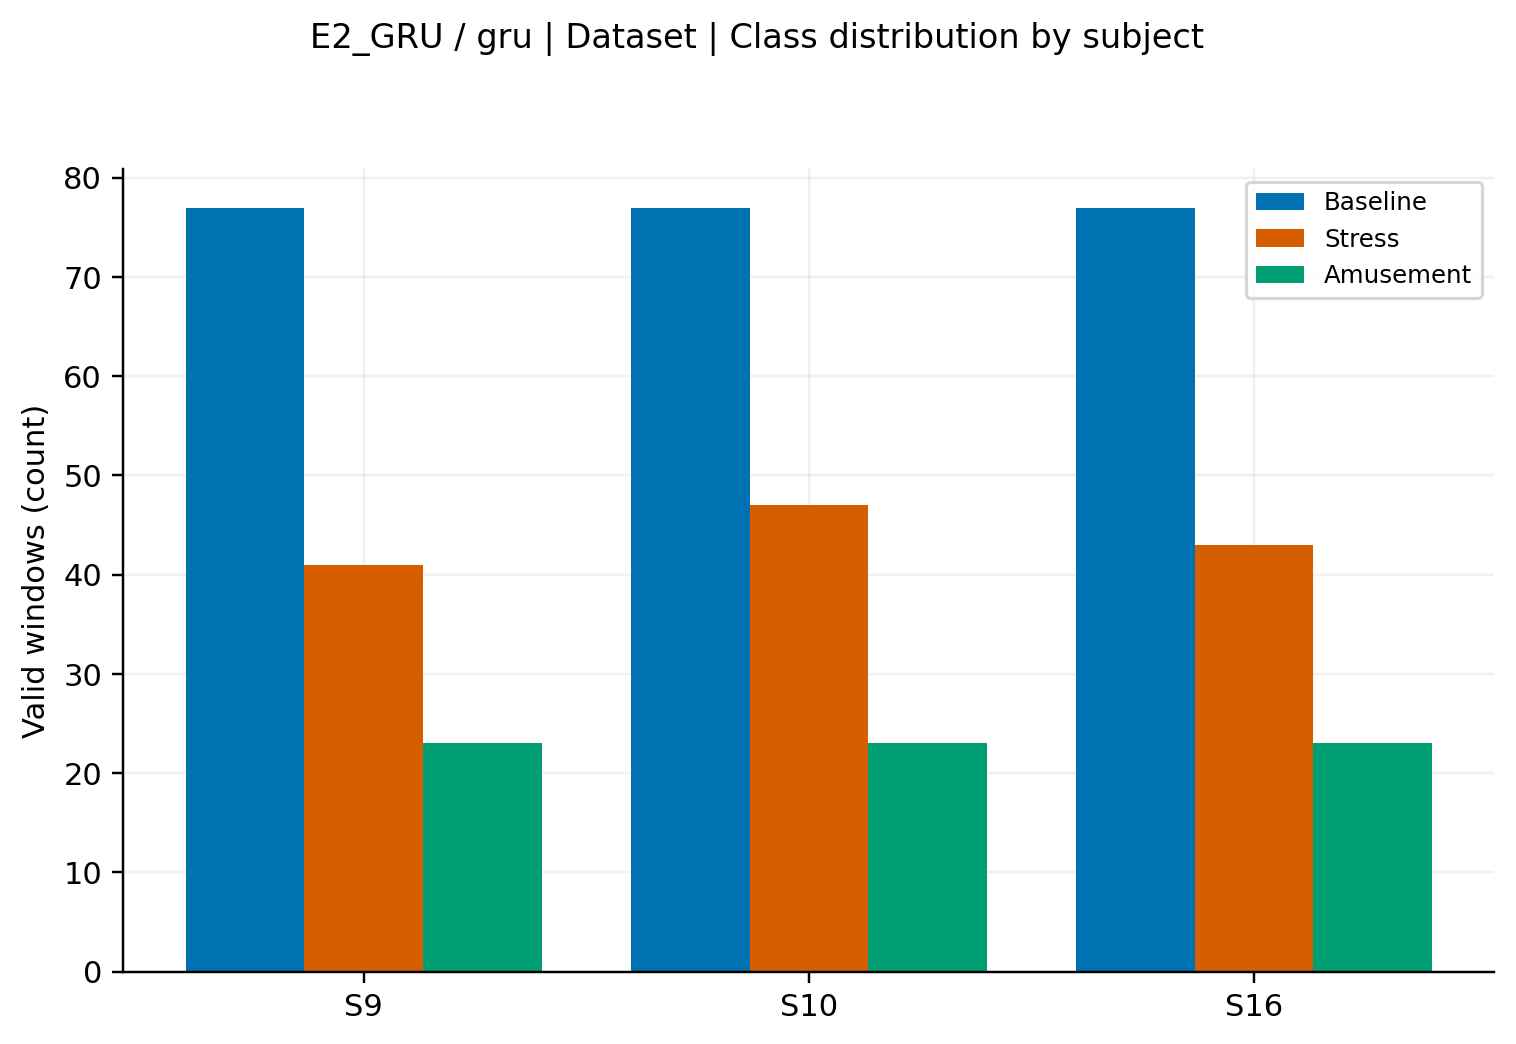 E2_GRU / gru | Dataset | Class distribution by subject
80
70
60
50
40
30
20
10
0
Valid windows (count)
Baseline
Stress
Amusement
S9
S10
S16